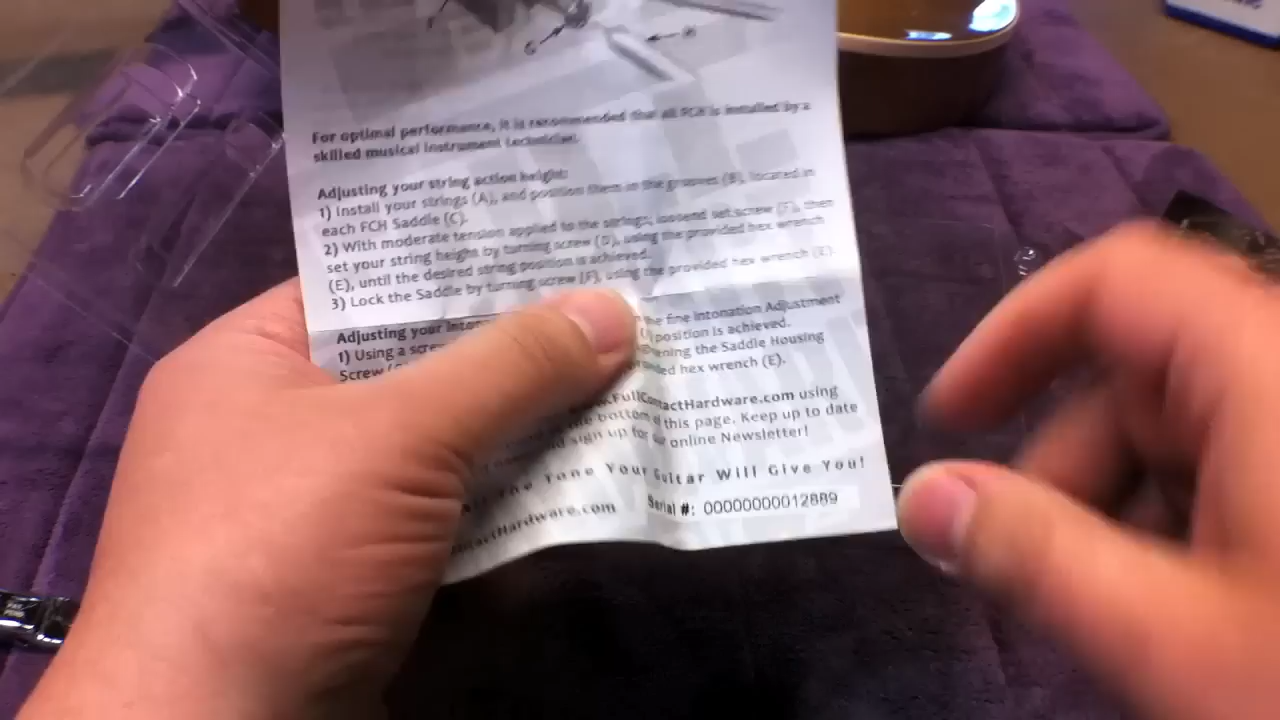 G
For optimal performance, it is recommended that all FCH is installed by a
skilled musical instrument technician.
Adjusting your string action height:
1) Install your strings (A), and position them in the grooves (B), located in
each FCH Saddle (C).
2) With moderate tension applied to the strings, loosend set screw (F), then
set your string height by turning screw (D), using the provided hex wrench
(E), until the desired string position is achieved.
3) Lock the Saddle by turning screw (F), using the provided hex wrench (E).
Adjusting your
he fine Intonation Adjustment
1) Using a
position is achieved.
Screw
ening the Saddle Housing
hex wrench (E).
.FullContactHardware.com using
bottom of this page. Keep up to date
sign up for our online Newsletter!
Tone Your Guitar Will Give You!
ontactHardware.com Serial #: 00000000012889